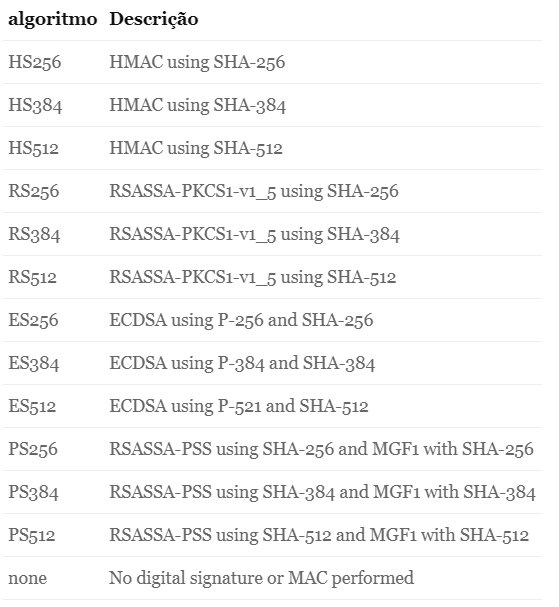 algoritmo Descrição
HS256 HMAC using SHA-256
HS384 HMAC using SHA-384
HS512 HMAC using SHA-512
RS256 RSASSA-PKCS1-v1_5 using SHA-256
RS384 RSASSA-PKCS1-v1_5 using SHA-384
RS512 RSASSA-PKCS1-v1_5 using SHA-512
ES256 ECDSA using P-256 and SHA-256
ES384 ECDSA using P-384 and SHA-384
ES512 ECDSA using P-521 and SHA-512
PS256 RSASSA-PSS using SHA-256 and MGF1 with SHA-256
PS384 RSASSA-PSS using SHA-384 and MGF1 with SHA-384
PS512 RSASSA-PSS using SHA-512 and MGF1 with SHA-512
none No digital signature or MAC performed